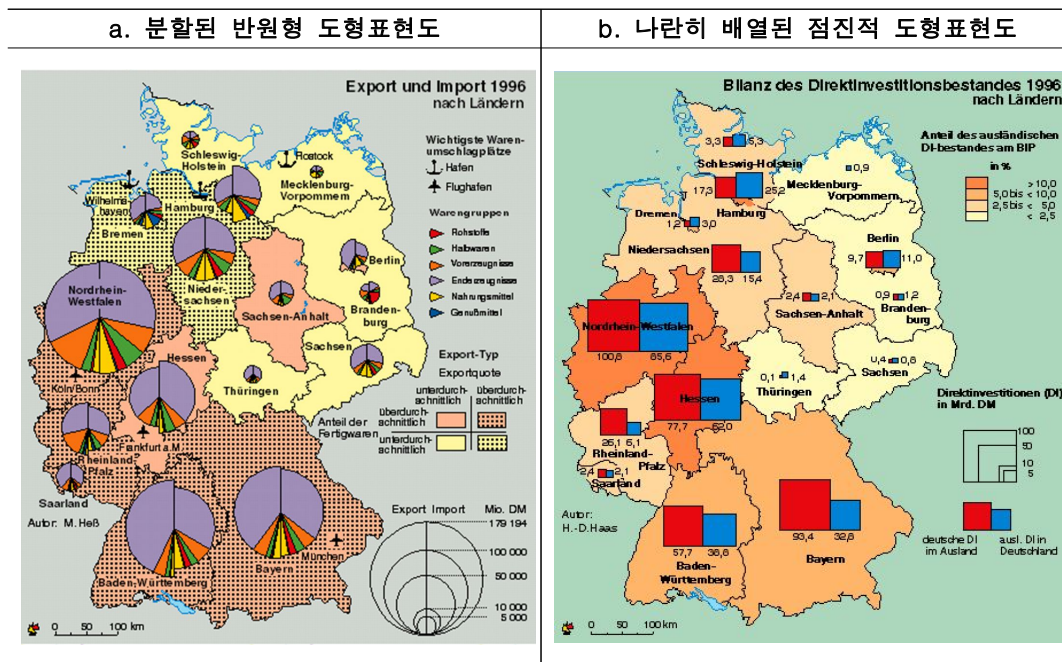 a. 분할된 반원형 도형표현도
b. 나란히 배열된 점진적 도형표현도
Export und Import 1996
nach Ländern
Wichtigste Waren-
umschlagplätze
Hafen
Flughafen
Warengruppen
Rohstoffe
Halbwaren
Vorerzeugnisse
Enderzeugnisse
Nahrungsmittel
Genußmittel
Export-Typ
Exportquote
unterdurch-
schnittlich
überdurch-
schnittlich
Anteil der
Fertigwaren
überdurch-
schnittlich
unterdurch-
schnittlich
Schleswig-
Holstein
Rostock
Mecklenburg-
Vorpommern
Wilhelms-
haven
Hamburg
Bremen
Nieder-
sachsen
Berlin
Branden-
burg
Sachsen-Anhalt
Nordrhein-
Westfalen
Sachsen
Hessen
Thüringen
Köln/Bonn
Frankfurt a.M.
Rheinland-
Pfalz
Saarland
Autor: M.Heß
Baden-Württemberg
Bayern
München
Export Import
Mio. DM
179 194
100 000
50 000
10 000
5 000
0 50 100 km
Bilanz des Direktinvestitionsbestandes 1996
nach Ländern
Anteil des ausländischen
DI-bestandes am BIP
in %
> 10,0
5,0 bis < 10,0
2,5 bis < 5,0
< 2,5
3,3 5,3
Schleswig-Holstein
0,9
Mecklenburg-
Vorpommern
17,3 25,2
Hamburg
Bremen
1,2 3,0
Niedersachsen
26,3 15,4
Berlin
9,7 11,0
2,4 2,1
Sachsen-Anhalt
0,9 1,2
Branden-
burg
Nordrhein-Westfalen
100,6 65,6
0,4 0,6
Sachsen
0,1 1,4
Thüringen
Hessen
77,7 62,0
26,1 6,1
Rheinland-
Pfalz
2,4 2,1
Saarland
Autor:
H.-D.Haas
57,7 36,6
Baden-
Württemberg
93,4 32,8
Bayern
Direktinvestitionen (DI)
in Mrd. DM
100
50
10
5
deutsche DI
im Ausland
ausl. DI in
Deutschland
0 50 100 km